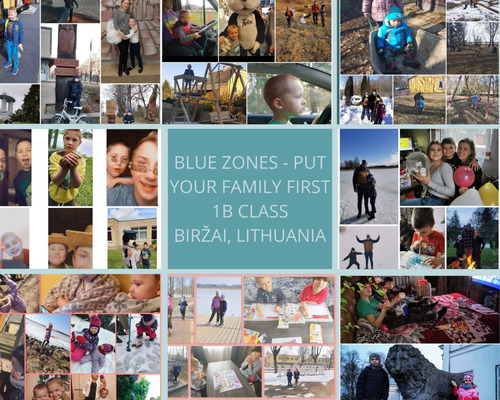 BLUE ZONES - PUT
YOUR FAMILY FIRST
1B CLASS
BIRŽAI, LITHUANIA